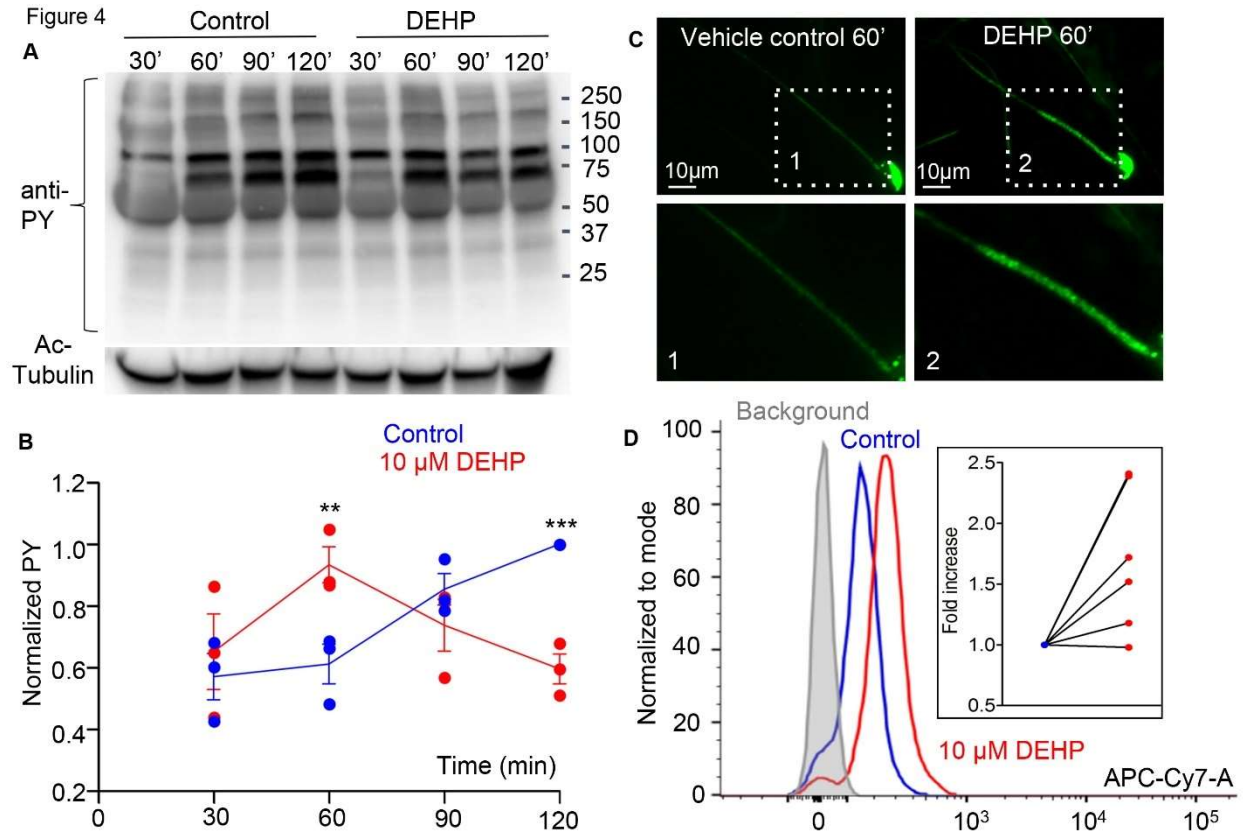 Figure 4
A
Control DEHP
30’ 60’ 90’ 120’ 30’ 60’ 90’ 120’
250
150
100
75
50
37
25
anti-
PY
Ac-
Tubulin
B
Control
10 µM DEHP
Normalized PY
1.2
1.0
0.8
0.6
0.4
0.2
**
***
Time (min)
0 30 60 90 120
C
Vehicle control 60’
DEHP 60’
1
2
10µm
10µm
1
2
D
Background
Control
10 µM DEHP
Normalized to mode
100
80
60
40
20
0
0 10³ 10⁴ 10⁵
APC-Cy7-A
Fold increase
2.5
2.0
1.5
1.0
0.5